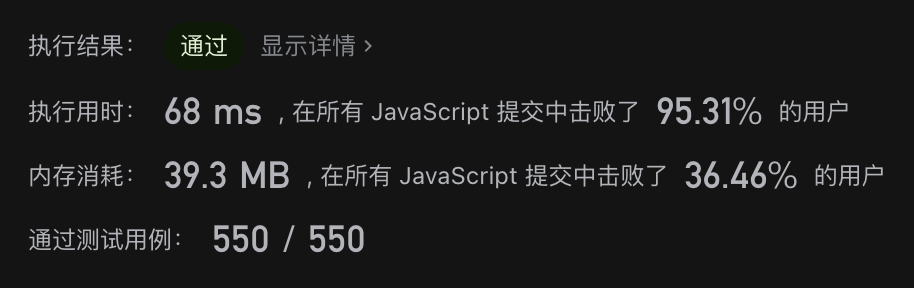 执行结果： 通过 显示详情 >
执行用时： 68 ms ，在所有 JavaScript 提交中击败了 95.31% 的用户
内存消耗： 39.3 MB ，在所有 JavaScript 提交中击败了 36.46% 的用户
通过测试用例： 550 / 550